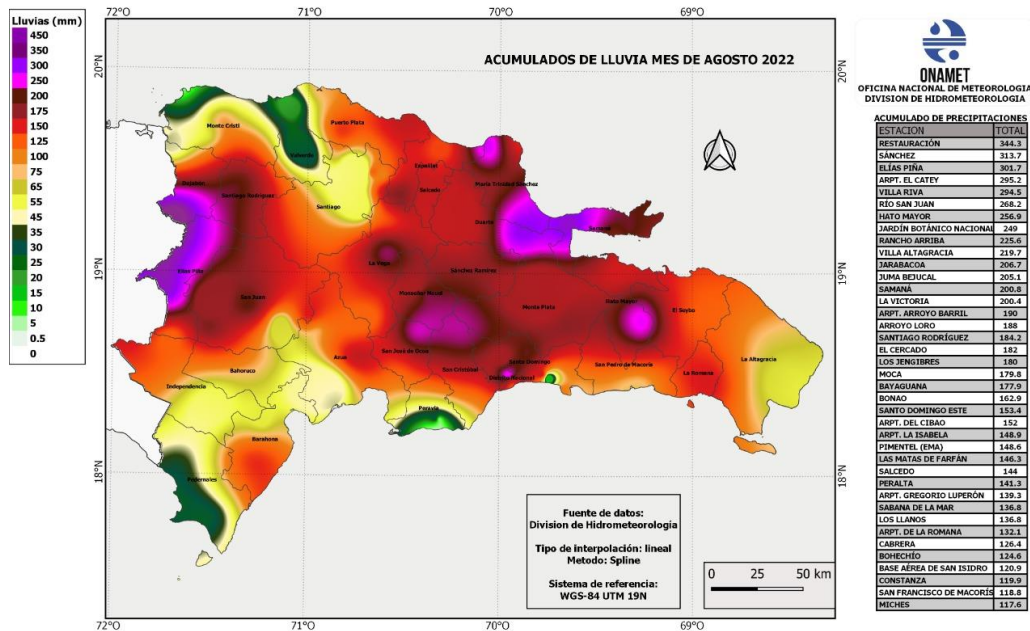 Lluvias (mm)
450
350
300
250
200
175
150
125
100
75
65
55
45
35
30
25
20
15
10
5
0.5
0
72°O
71°O
70°O
69°O
20°N
20°N
19°N
19°N
18°N
18°N
72°O
71°O
70°O
69°O
ACUMULADOS DE LLUVIA MES DE AGOSTO 2022
Monte Cristi
Puerto Plata
Valverde
Espaillat
Dajabón
Santiago Rodríguez
Salcedo
María Trinidad Sánchez
Santiago
Duarte
Samaná
La Vega
Elías Piña
Sánchez Ramírez
San Juan
Monseñor Nouel
Monte Plata
Hato Mayor
El Seybo
Azua
San José de Ocoa
Santo Domingo
San Pedro de Macorís
La Altagracia
Bahoruco
San Cristóbal
Distrito Nacional
La Romana
Independencia
Peravia
Barahona
Pedernales
Fuente de datos:
Division de Hidrometeorología
Tipo de interpolación: lineal
Metodo: Spline
Sistema de referencia:
WGS-84 UTM 19N
0 25 50 km
ONAMET
OFICINA NACIONAL DE METEOROLOGIA
DIVISION DE HIDROMETEOROLOGIA
ACUMULADO DE PRECIPITACIONES
ESTACIÓN TOTAL
RESTAURACIÓN 344.3
SÁNCHEZ 313.7
ELÍAS PIÑA 301.7
ARPT. EL CATEY 295.2
VILLA RIVA 294.5
RÍO SAN JUAN 268.2
HATO MAYOR 256.9
JARDÍN BOTÁNICO NACIONAL 249
RANCHO ARRIBA 225.6
VILLA ALTAGRACIA 219.7
JARABACOA 206.7
JUMA BEJUCAL 205.1
SAMANÁ 200.8
LA VICTORIA 200.4
ARPT. ARROYO BARRIL 190
ARROYO LORO 188
SANTIAGO RODRÍGUEZ 184.2
EL CERCADO 182
LOS JENGIBRES 180
MOCA 179.8
BAYAGUANA 177.9
BONAO 162.9
SANTO DOMINGO ESTE 153.4
ARPT. DEL CIBAO 152
ARPT. LA ISABELA 148.9
PIMENTEL (EMA) 148.6
LAS MATAS DE FARFÁN 146.3
SALCEDO 144
PERALTA 141.3
ARPT. GREGORIO LUPERÓN 139.3
SABANA DE LA MAR 136.8
LOS LLANOS 136.8
ARPT. DE LA ROMANA 132.1
CABRERA 126.4
BOHECHÍO 124.6
BASE AÉREA DE SAN ISIDRO 120.9
CONSTANZA 119.9
SAN FRANCISCO DE MACORÍS 118.8
MICHES 117.6